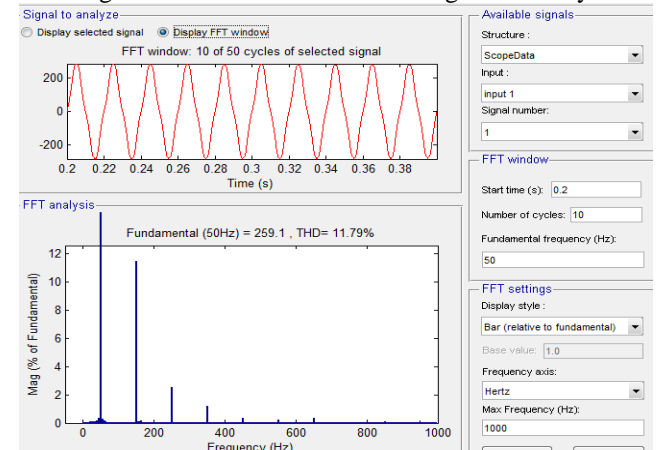 Signal to analyze
Display selected signal Display FFT window
FFT window: 10 of 50 cycles of selected signal
200
0
-200
0.2 0.22 0.24 0.26 0.28 0.3 0.32 0.34 0.36 0.38
Time (s)
FFT analysis
Fundamental (50Hz) = 259.1 , THD= 11.79%
12
10
8
6
4
2
0
Mag (% of Fundamental)
0 200 400 600 800 1000
Frequency (Hz)
Available signals
Structure :
ScopeData
Input :
input 1
Signal number:
1
FFT window
Start time (s): 0.2
Number of cycles: 10
Fundamental frequency (Hz):
50
FFT settings
Display style :
Bar (relative to fundamental)
Base value: 1.0
Frequency axis:
Hertz
Max Frequency (Hz):
1000